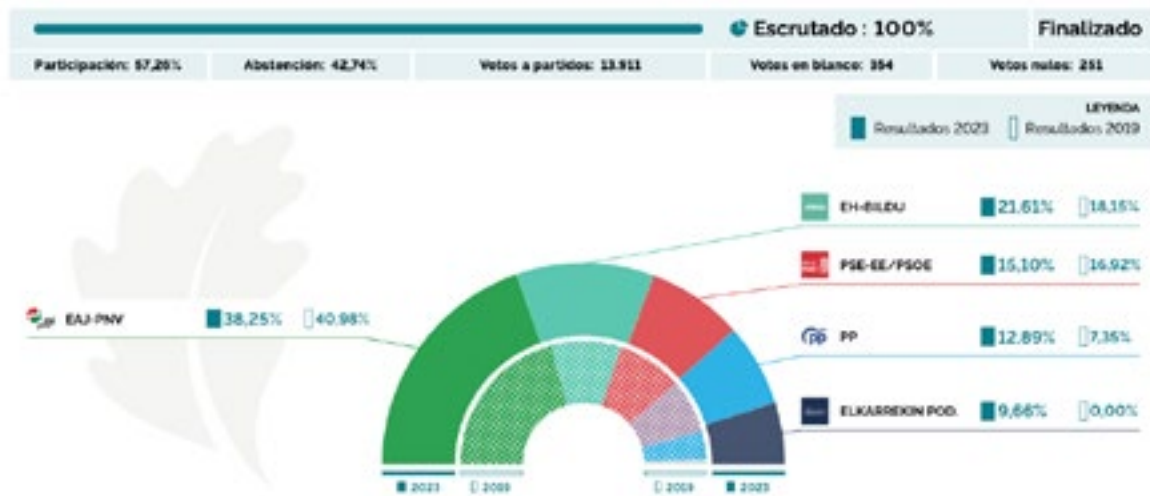 Escrutado : 100%
Finalizado
Participación: 57,26%
Abstención: 42,74%
Votos a partidos: 13.911
Votos en blanco: 354
Votos nulos: 251
LEYENDA
Resultados 2023
Resultados 2019
EH-BILDU 21,61% 18,15%
PSE-EE/PSOE 15,10% 16,92%
EAJ-PNV 38,25% 40,98%
PP 12,89% 7,35%
ELKARREKIN POD. 9,66% 0,00%
2023
2019
2019
2023